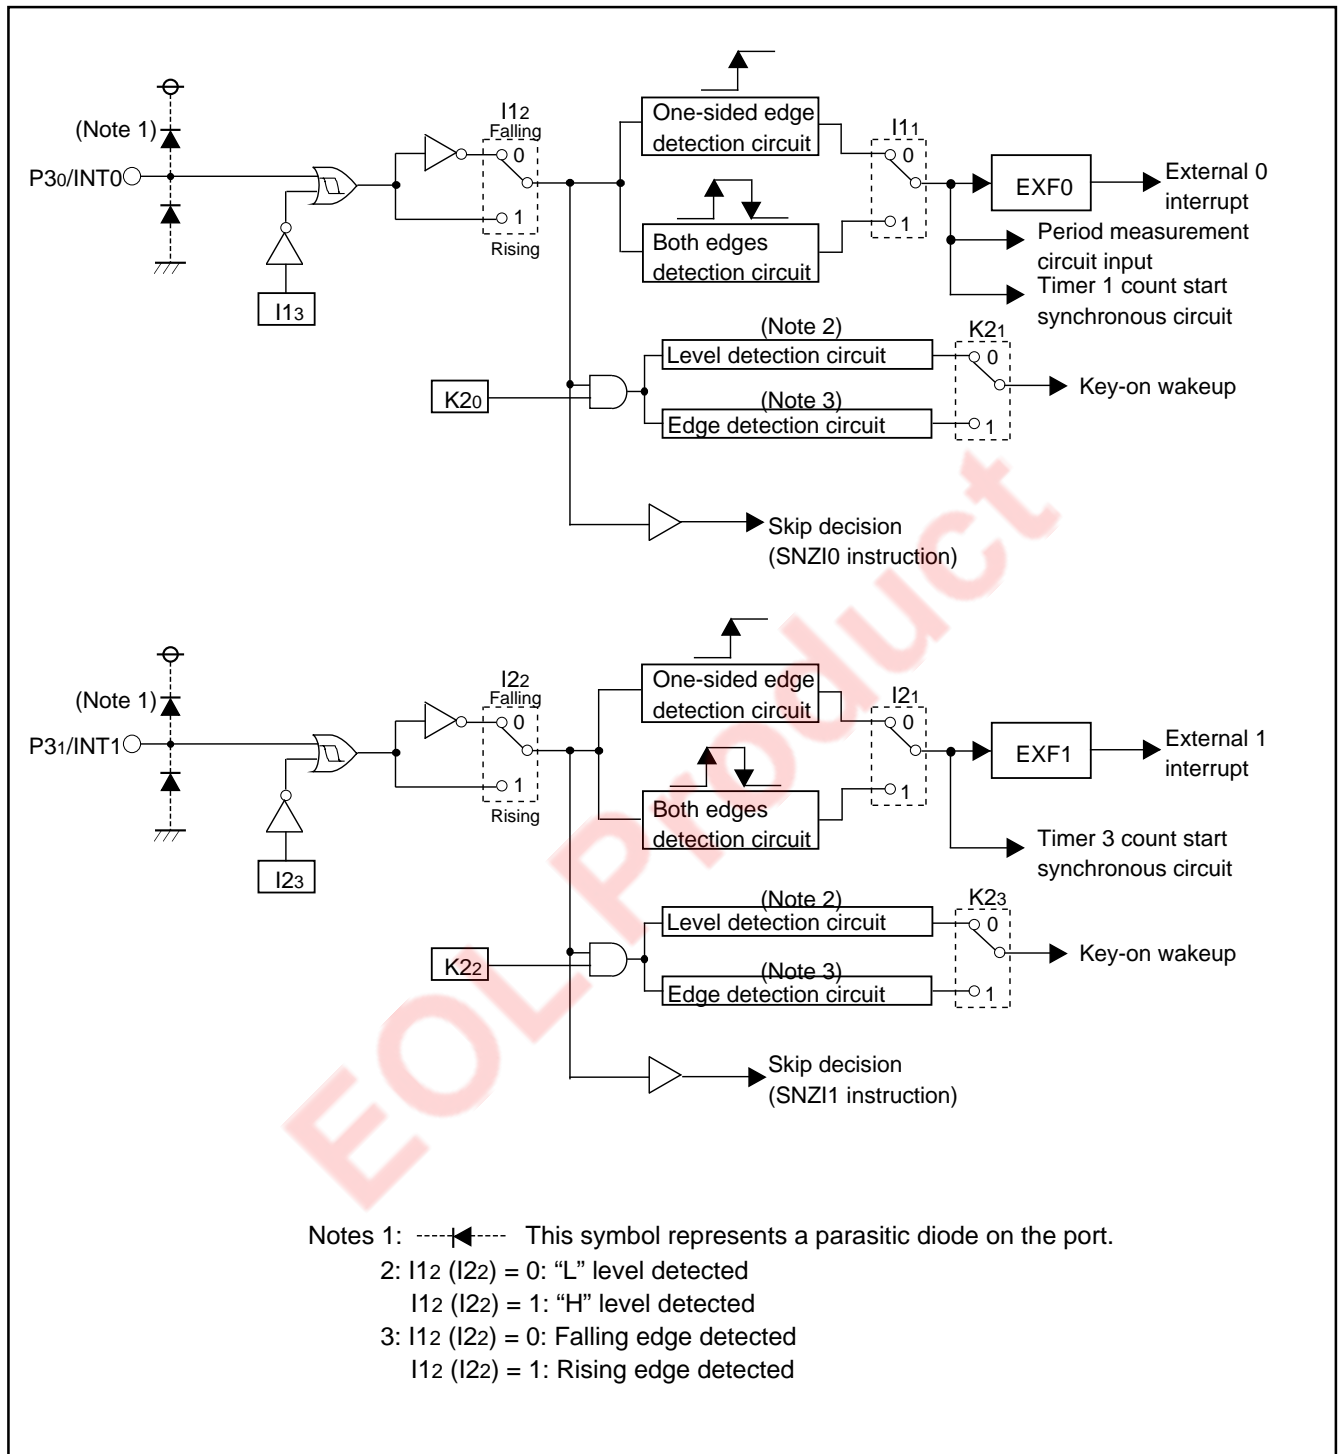 I12
Falling
(Note 1)
0
One-sided edge
detection circuit
I11
0
P30/INT0
EXF0
External 0
interrupt
1
Rising
Both edges
detection circuit
1
Period measurement
circuit input
I13
Timer 1 count start
synchronous circuit
(Note 2)
K21
Level detection circuit
0
K20
Key-on wakeup
(Note 3)
Edge detection circuit
1
Skip decision
(SNZI0 instruction)
I22
Falling
(Note 1)
0
One-sided edge
detection circuit
I21
0
P31/INT1
EXF1
External 1
interrupt
1
Rising
Both edges
detection circuit
1
I23
Timer 3 count start
synchronous circuit
(Note 2)
K23
Level detection circuit
0
K22
Key-on wakeup
(Note 3)
Edge detection circuit
1
Skip decision
(SNZI1 instruction)
EOL Product
Notes 1: This symbol represents a parasitic diode on the port.
2: I12 (I22) = 0: “L” level detected
I12 (I22) = 1: “H” level detected
3: I12 (I22) = 0: Falling edge detected
I12 (I22) = 1: Rising edge detected